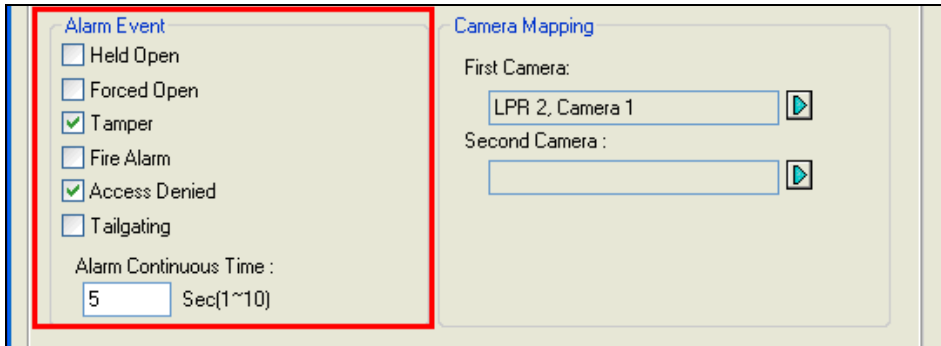 Alarm Event
Held Open
Forced Open
Tamper
Fire Alarm
Access Denied
Tailgating
Alarm Continuous Time :
5 Sec(1~10)
Camera Mapping
First Camera:
LPR 2, Camera 1
Second Camera :